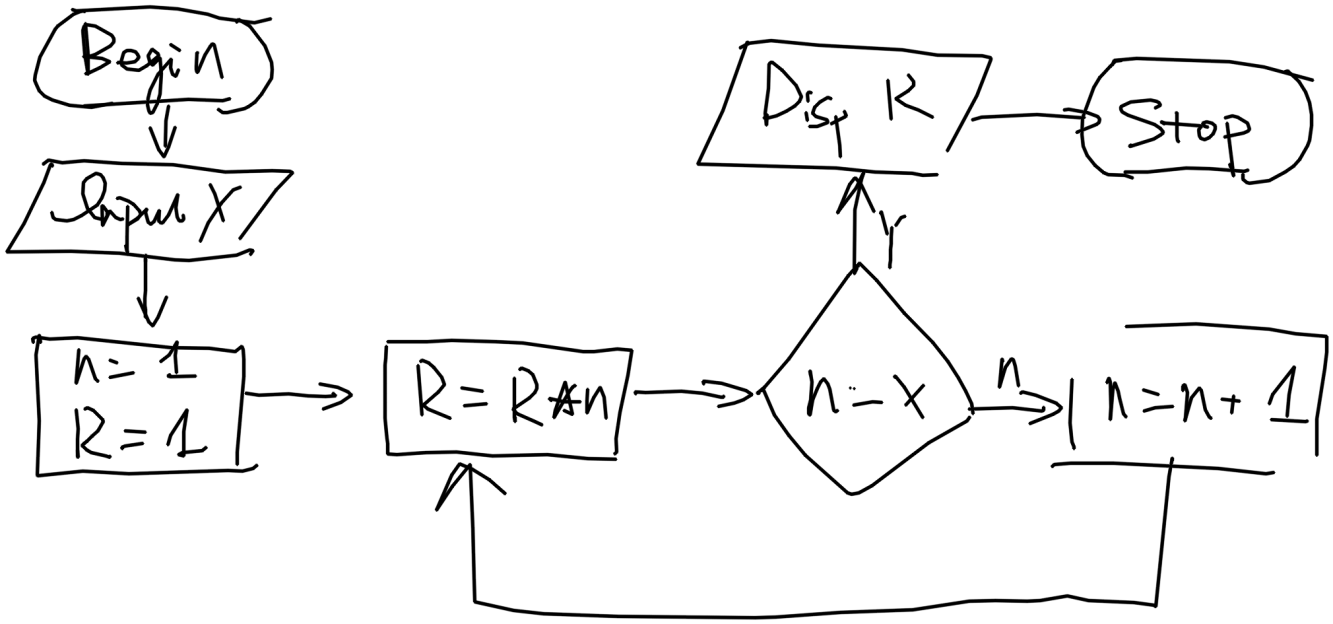 Begin
Input X
n = 1
R = 1
R = R * n
n = x
Y
Disp R
Stop
n
n = n + 1